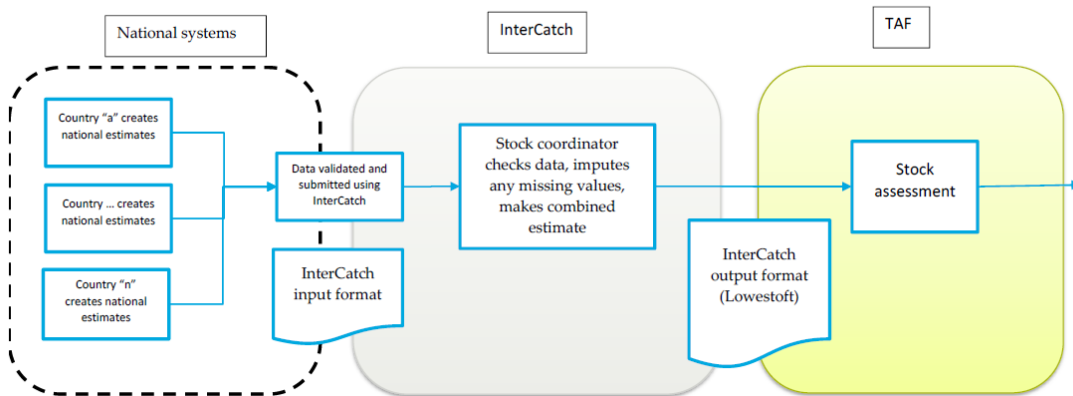 National systems
InterCatch
TAF
Country “a” creates
national estimates
Country ... creates
national estimates
Country “n”
creates national
estimates
Data validated and
submitted using
InterCatch
InterCatch
input format
Stock coordinator
checks data, imputes
any missing values,
makes combined
estimate
InterCatch
output format
(Lowestoft)
Stock
assessment